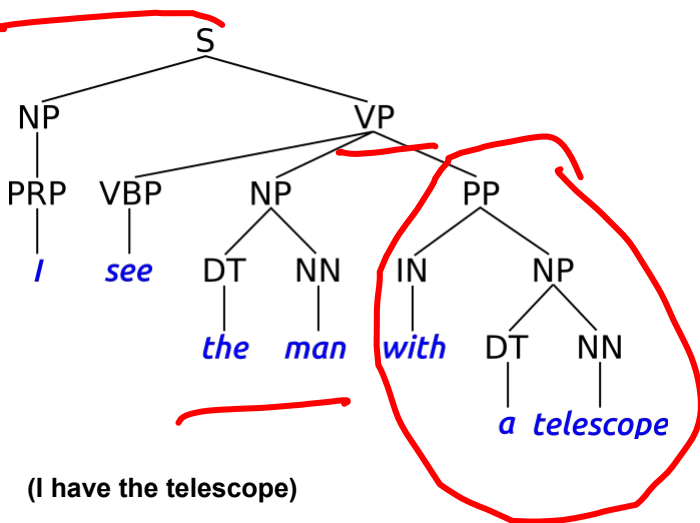 S
NP VP
PRP VBP NP PP
I see DT NN IN NP
the man with DT NN
a telescope
(I have the telescope)